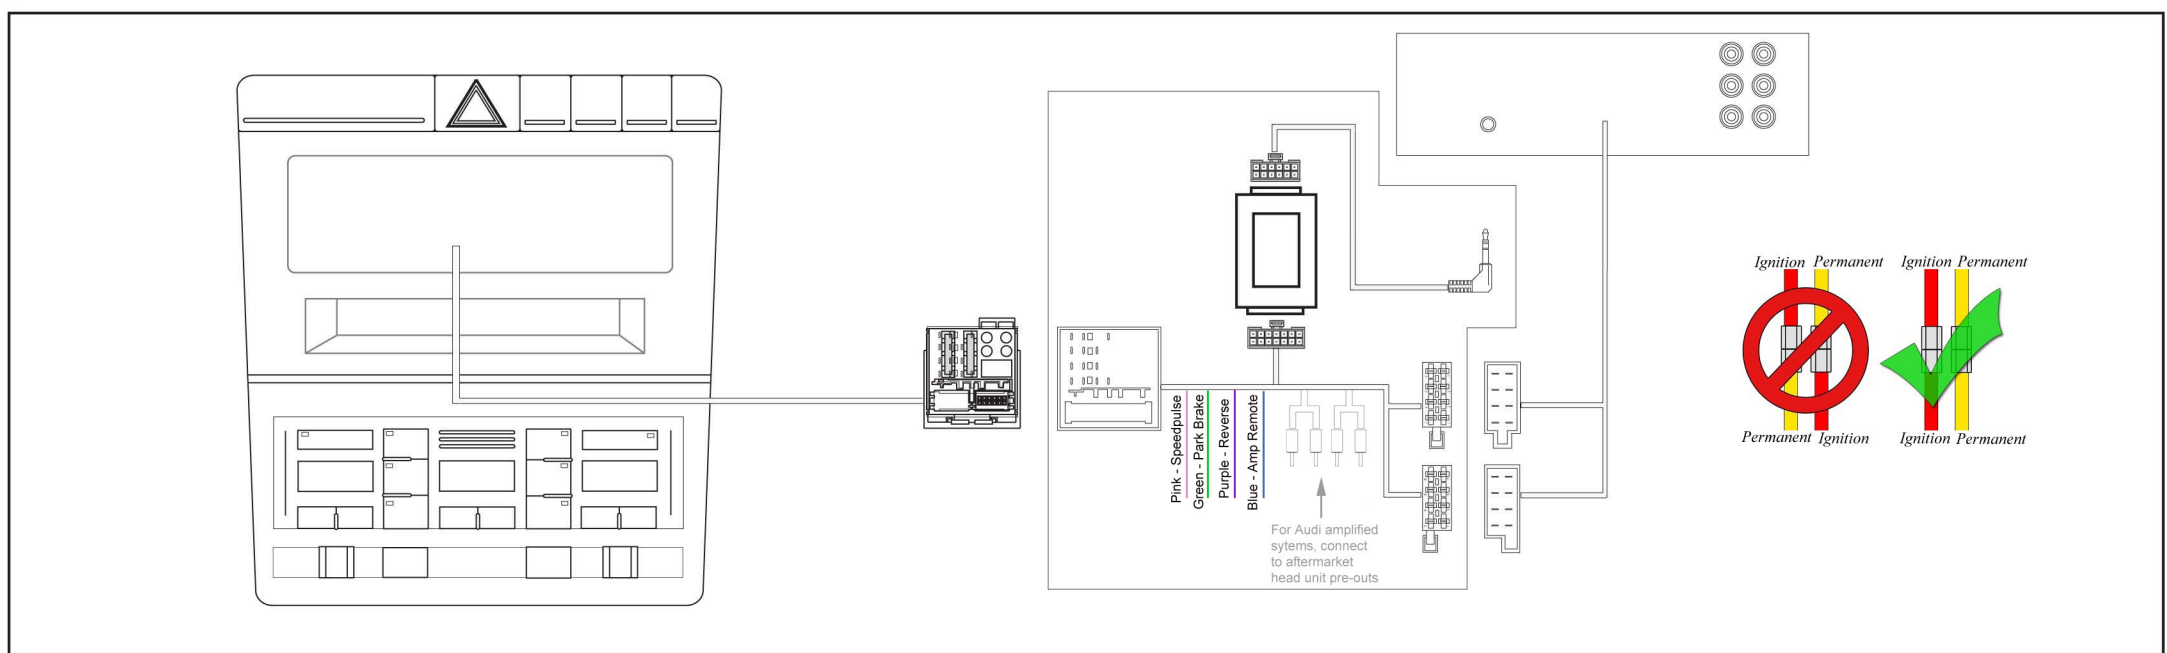 Pink - Speedpulse
Green - Park Brake
Purple - Reverse
Blue - Amp Remote
For Audi amplified
sytems, connect
to aftermarket
head unit pre-outs
Ignition Permanent
Permanent Ignition
Ignition Permanent
Ignition Permanent